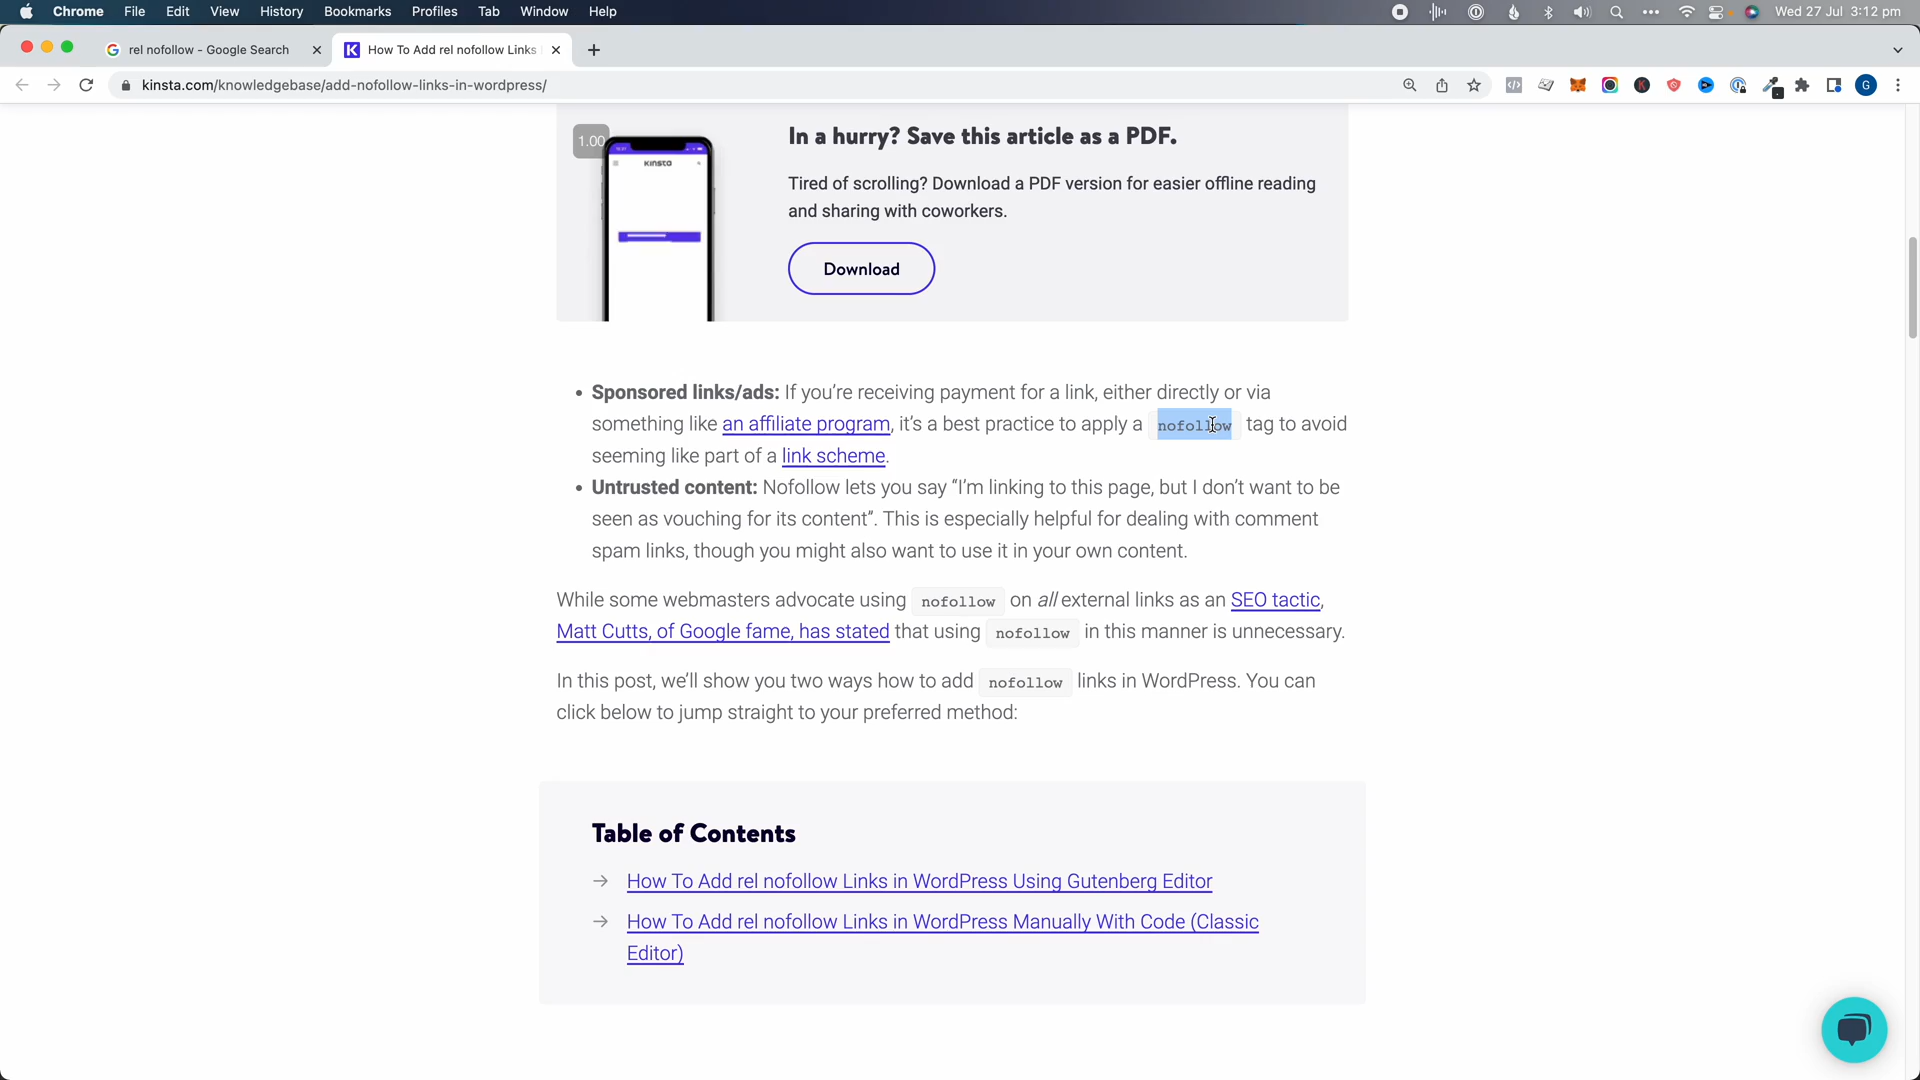 Chrome File Edit View History Bookmarks Profiles Tab Window Help Wed 27 Jul 3:12 pm
rel nofollow - Google Search How To Add rel nofollow Links
kinsta.com/knowledgebase/add-nofollow-links-in-wordpress/
G
1.00
KINSTA
In a hurry? Save this article as a PDF.
Tired of scrolling? Download a PDF version for easier offline reading
and sharing with coworkers.
Download
• Sponsored links/ads: If you’re receiving payment for a link, either directly or via
something like an affiliate program, it’s a best practice to apply a nofollow tag to avoid
seeming like part of a link scheme.
• Untrusted content: Nofollow lets you say “I’m linking to this page, but I don’t want to be
seen as vouching for its content”. This is especially helpful for dealing with comment
spam links, though you might also want to use it in your own content.
While some webmasters advocate using nofollow on all external links as an SEO tactic,
Matt Cutts, of Google fame, has stated that using nofollow in this manner is unnecessary.
In this post, we’ll show you two ways how to add nofollow links in WordPress. You can
click below to jump straight to your preferred method:
Table of Contents
→ How To Add rel nofollow Links in WordPress Using Gutenberg Editor
→ How To Add rel nofollow Links in WordPress Manually With Code (Classic
Editor)